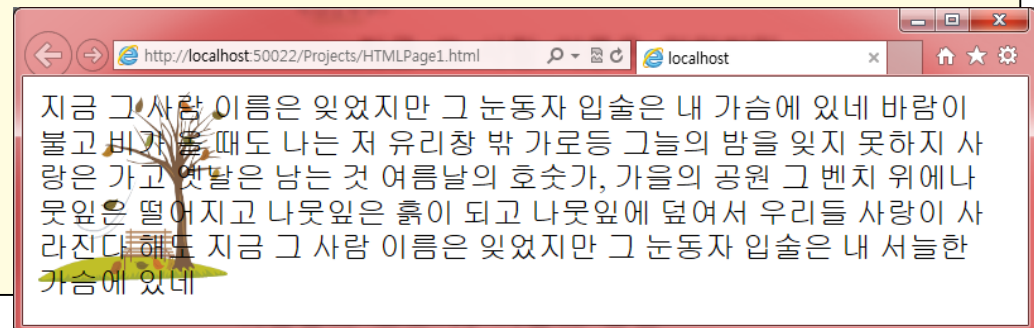 http://localhost:50022/Projects/HTMLPage1.html
localhost
지금 그 사람 이름은 잊었지만 그 눈동자 입술은 내 가슴에 있네 바람이
불고 비가 올 때도 나는 저 유리창 밖 가로등 그늘의 밤을 잊지 못하지 사
랑은 가고 옛날은 남는 것 여름날의 호숫가, 가을의 공원 그 벤치 위에나
뭇잎은 떨어지고 나뭇잎은 흙이 되고 나뭇잎에 덮여서 우리들 사랑이 사
라진다 해도 지금 그 사람 이름은 잊었지만 그 눈동자 입술은 내 서늘한
가슴에 있네